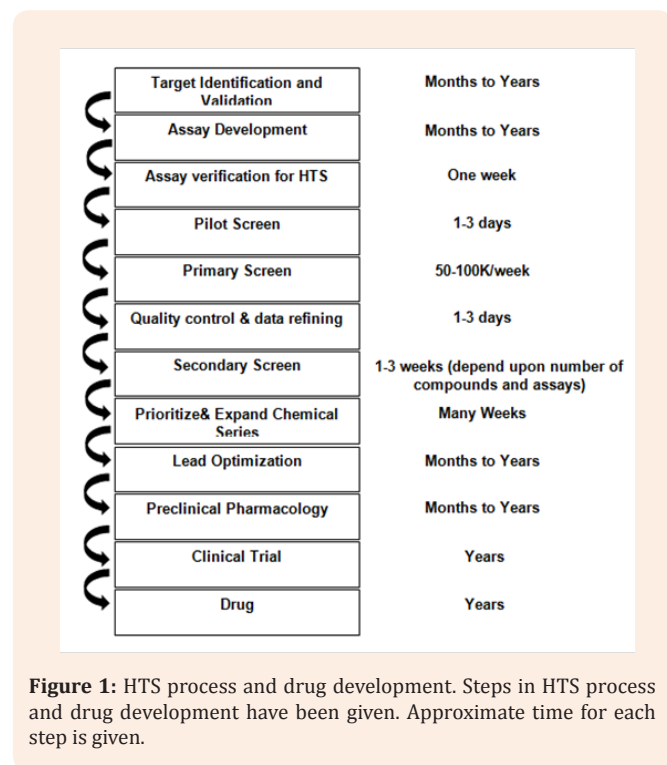 Target Identification and
Validation
Months to Years
Assay Development
Months to Years
Assay verification for HTS
One week
Pilot Screen
1-3 days
Primary Screen
50-100K/week
Quality control & data refining
1-3 days
Secondary Screen
1-3 weeks (depend upon number of
compounds and assays)
Prioritize& Expand Chemical
Series
Many Weeks
Lead Optimization
Months to Years
Preclinical Pharmacology
Months to Years
Clinical Trial
Years
Drug
Years
Figure 1: HTS process and drug development. Steps in HTS process
and drug development have been given. Approximate time for each
step is given.